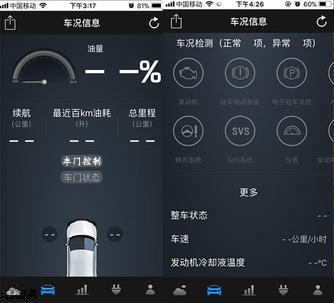 中国移动 下午3:17 81%
车况信息
油量
-- --%
续航 最近百km油耗 总里程
(公里) (升) (公里)
-- -- --
车门控制
车门状态
-- --
中国移动 下午4:26
车况信息
车况检测（正常 项，异常 项）
发动机 驻车制动系统 电子驻车系统
转向系统 SVS系统 仪表
SVS
更多
整车状态 --
车速 --公里/小时
发动机冷却液温度 --℃